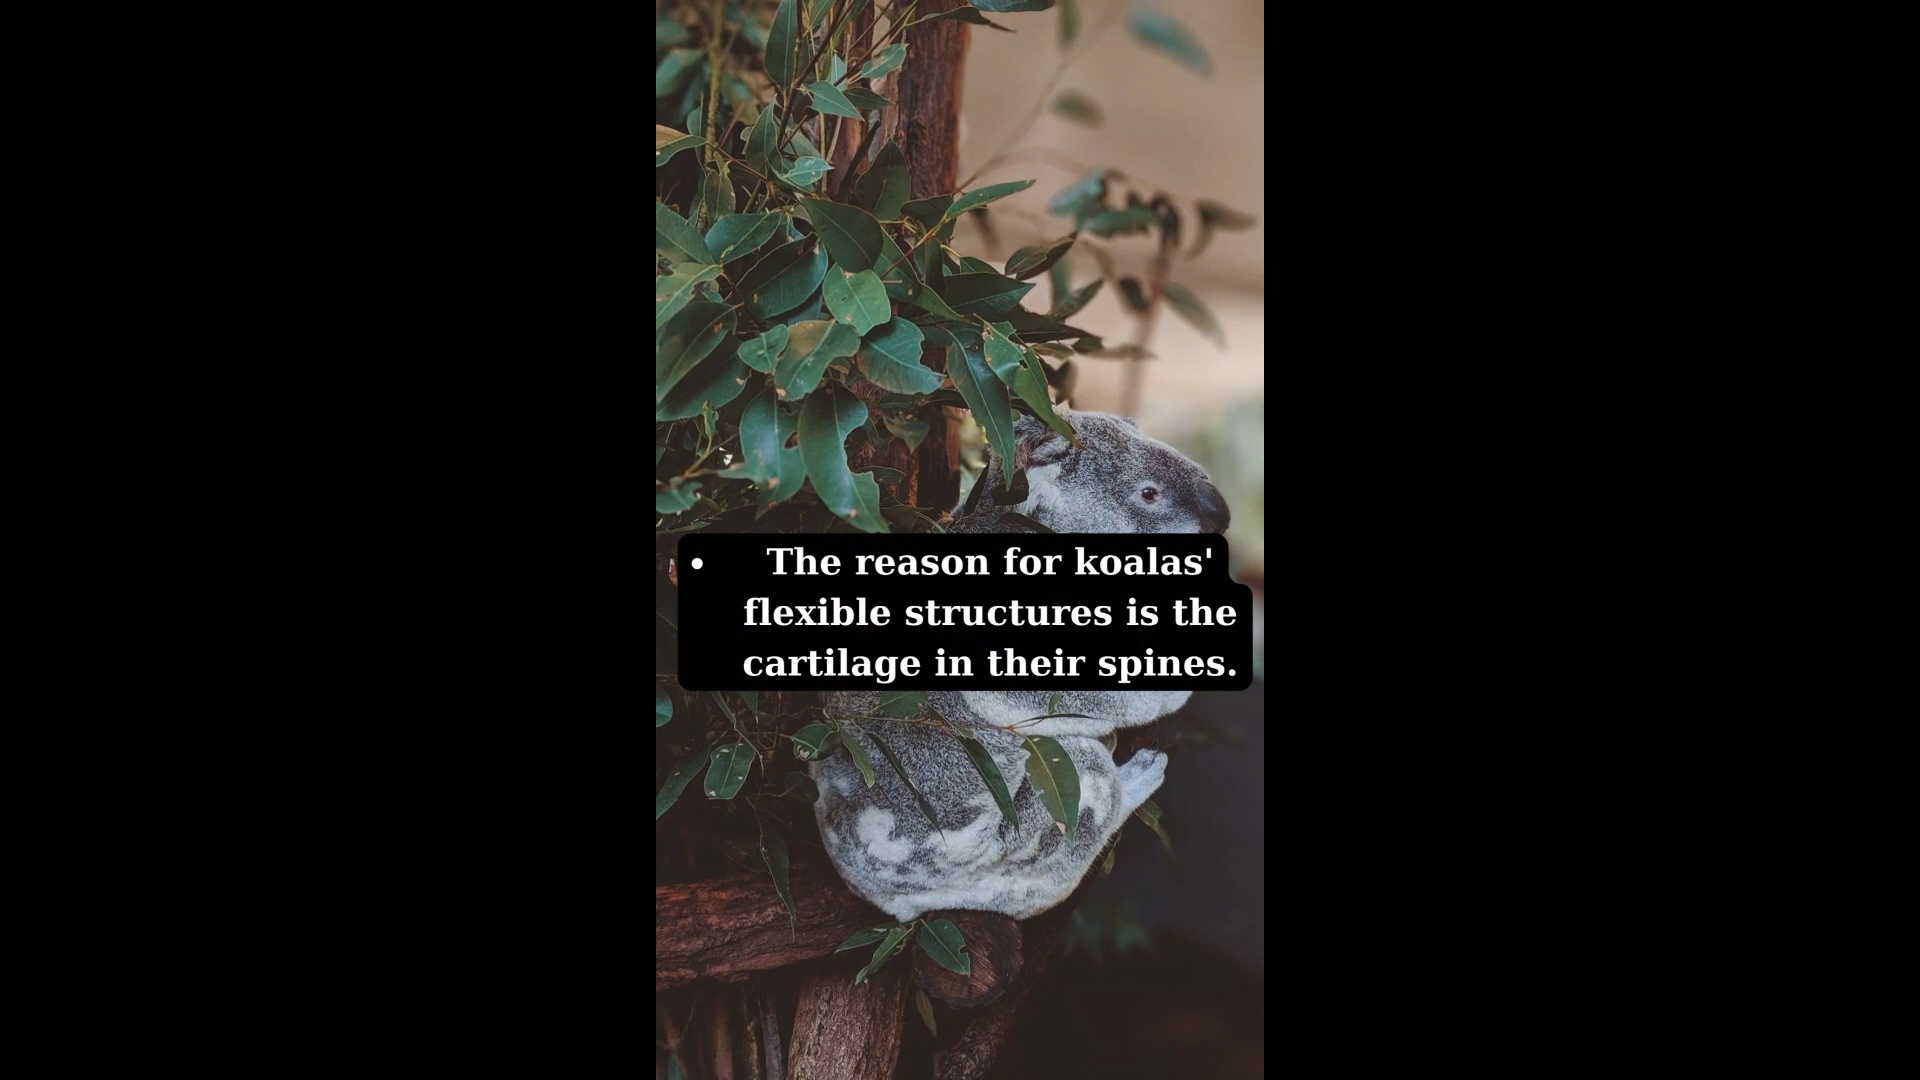 • The reason for koalas'
flexible structures is the
cartilage in their spines.